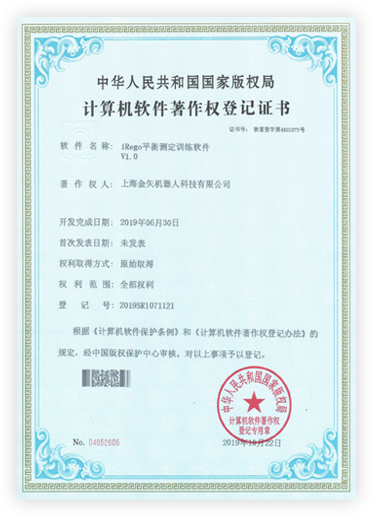 中华人民共和国国家版权局
计算机软件著作权登记证书
证书号: 软著登字第4491878号
软件名称: iRego平衡测定训练软件
V1.0
著作权人: 上海金矢机器人科技有限公司
开发完成日期: 2019年06月30日
首次发表日期: 未发表
权利取得方式: 原始取得
权利范围: 全部权利
登记号: 2019SR1071121
根据《计算机软件保护条例》和《计算机软件著作权登记办法》的
规定，经中国版权保护中心审核，对以上事项予以登记。
中华人民共和国国家版权局
计算机软件著作权
登记专用章
No. 04652605
2019年10月22日